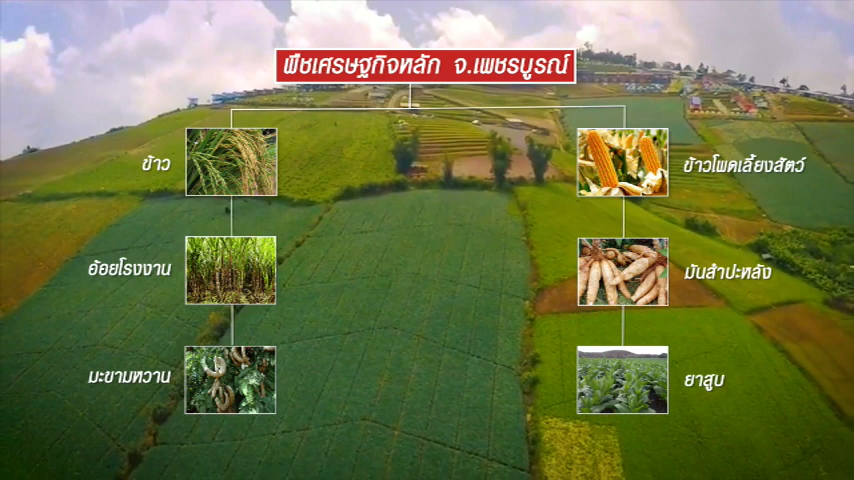 พืชเศรษฐกิจหลัก จ.เพชรบูรณ์
ข้าว
ข้าวโพดเลี้ยงสัตว์
อ้อยโรงงาน
มันสำปะหลัง
มะขามหวาน
ยาสูบ